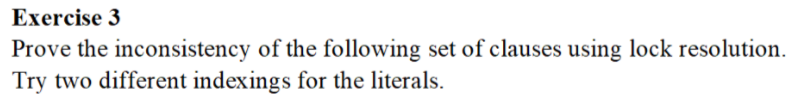 Exercise 3
Prove the inconsistency of the following set of clauses using lock resolution.
Try two different indexings for the literals.